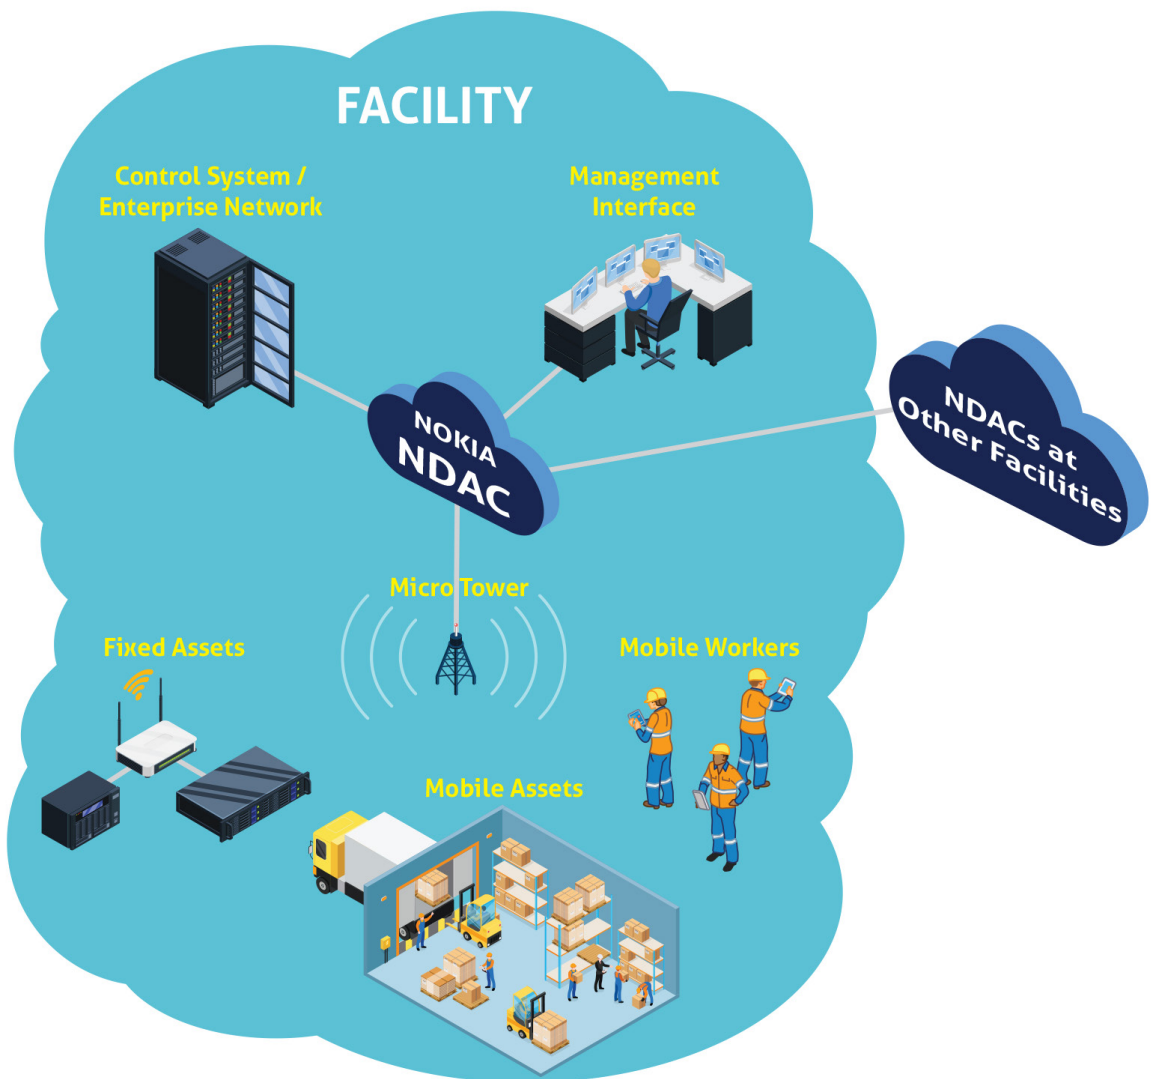 FACILITY
Control System /
Enterprise Network
Management
Interface
NOKIA
NDAC
NDACs at
Other Facilities
Micro Tower
Fixed Assets
Mobile Workers
Mobile Assets